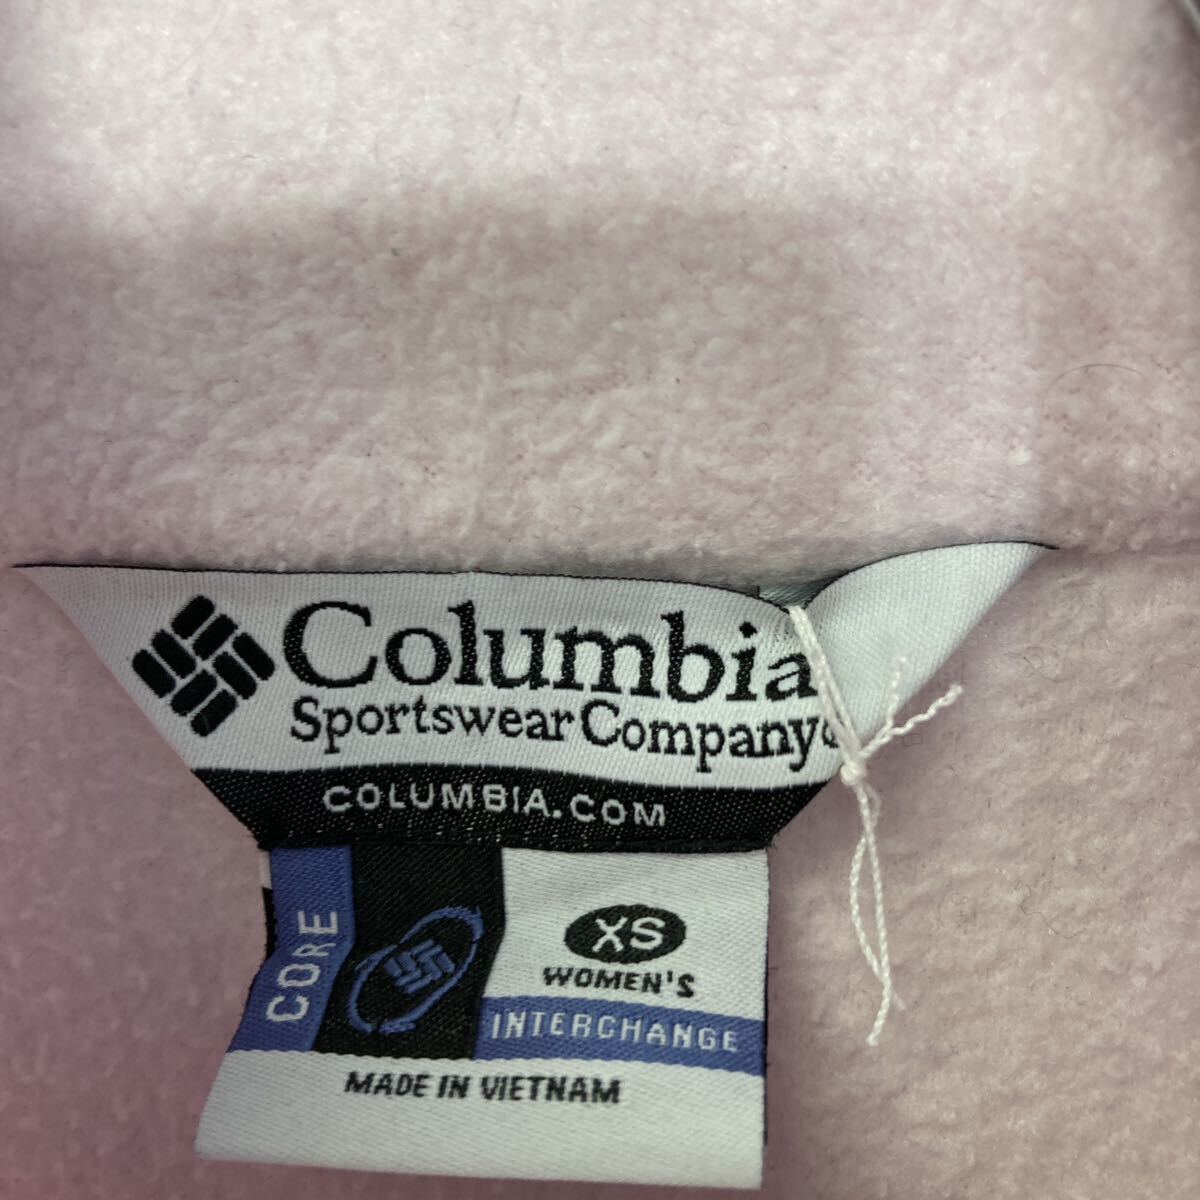 Columbia
Sportswear Company
COLUMBIA.COM
CORE
XS
WOMEN'S
INTERCHANGE
MADE IN VIETNAM